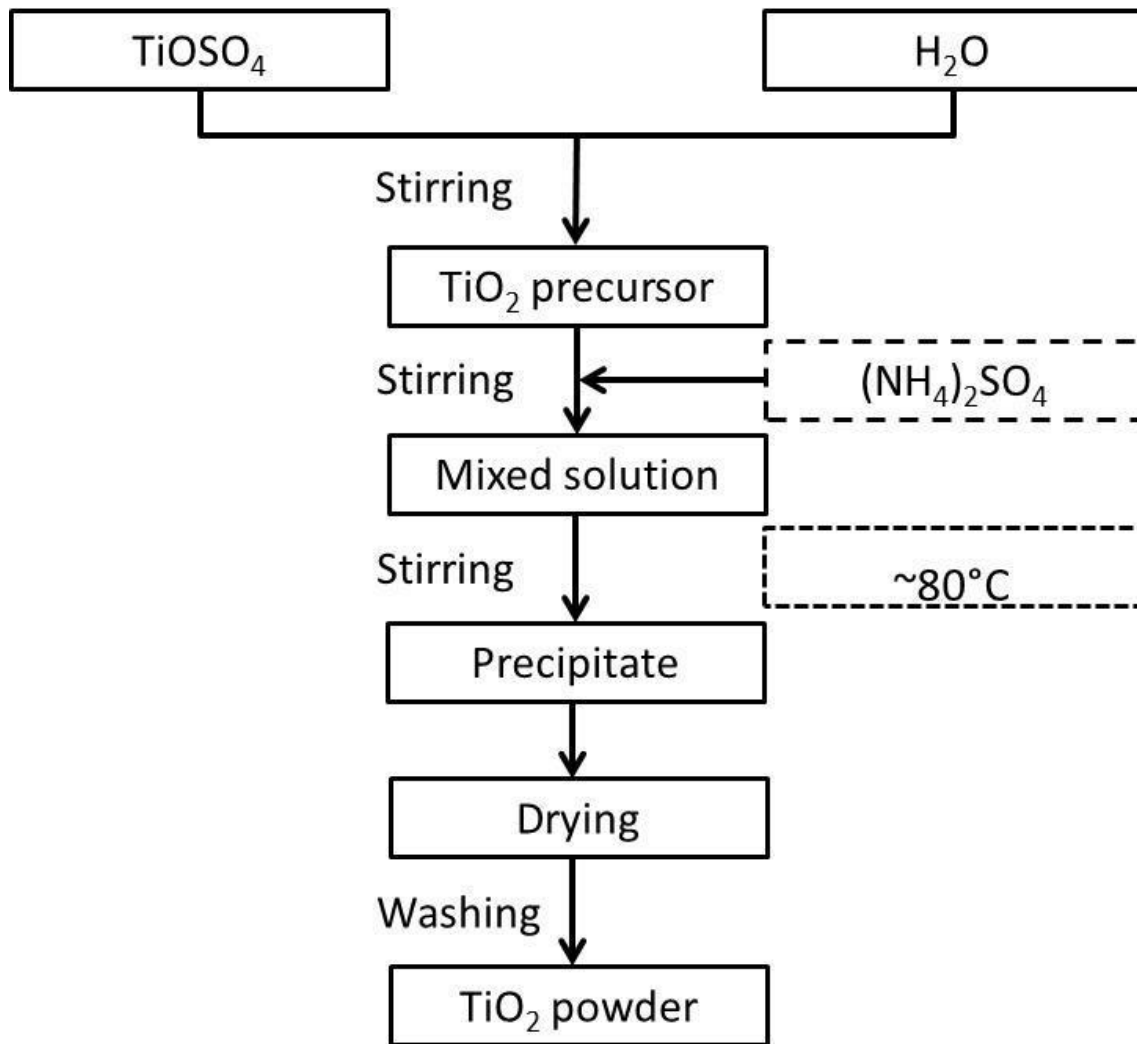 TiOSO₄
H₂O
Stirring
TiO₂ precursor
Stirring
(NH₄)₂SO₄
Mixed solution
Stirring
~80°C
Precipitate
Drying
Washing
TiO₂ powder